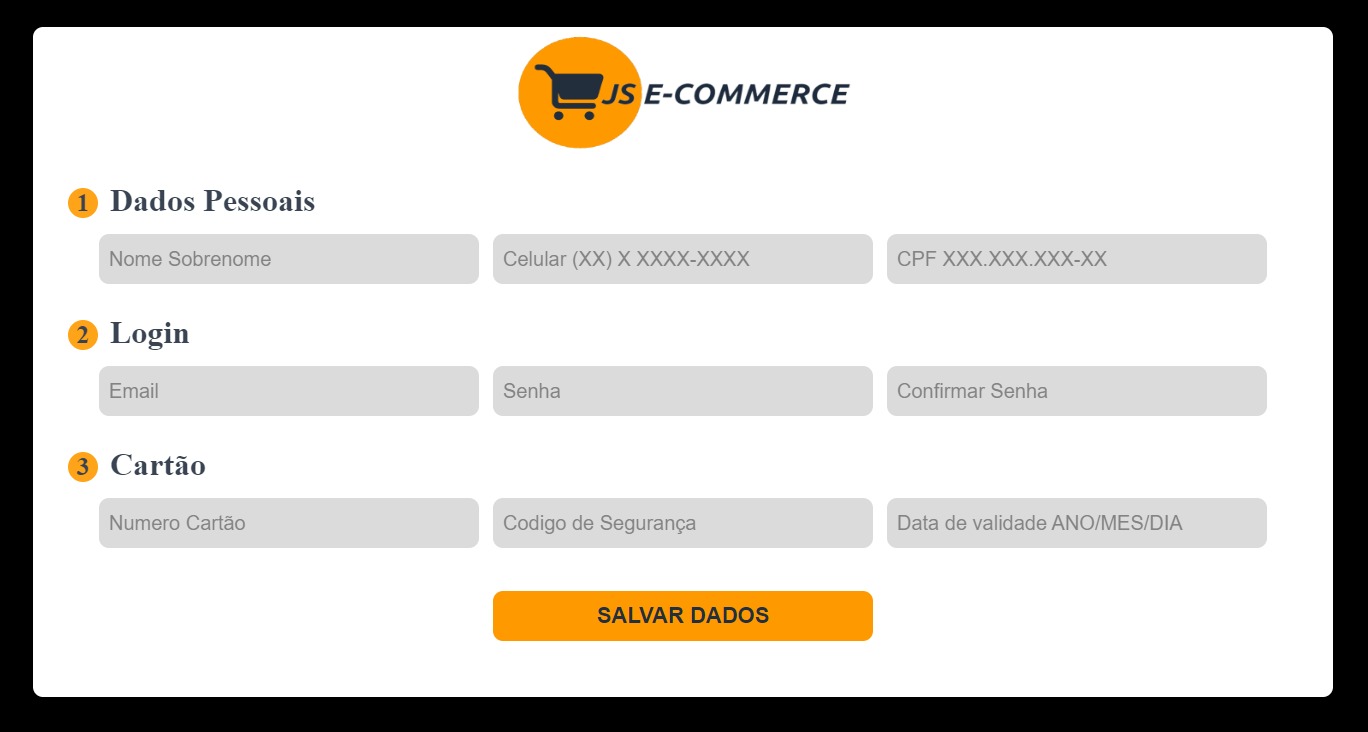 JS E-COMMERCE
1 Dados Pessoais
Nome Sobrenome Celular (XX) X XXXX-XXXX CPF XXX.XXX.XXX-XX
2 Login
Email Senha Confirmar Senha
3 Cartão
Numero Cartão Codigo de Segurança Data de validade ANO/MES/DIA
SALVAR DADOS